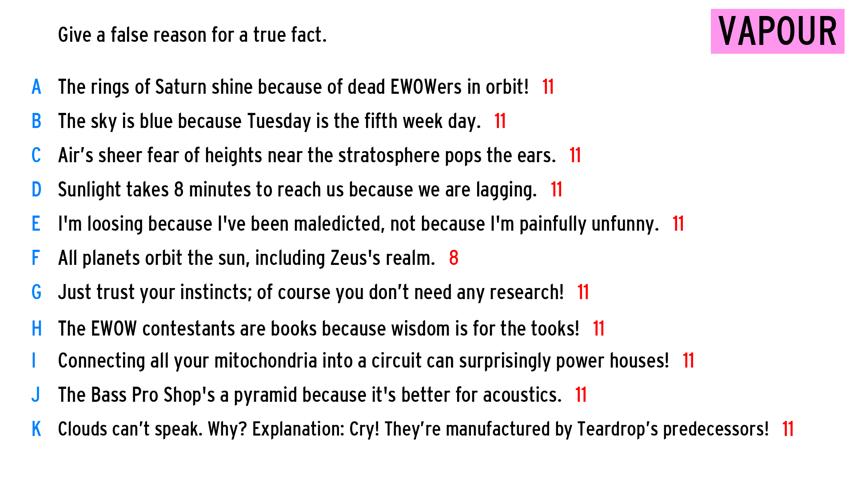 Give a false reason for a true fact.
VAPOUR
A The rings of Saturn shine because of dead EWOWers in orbit! 11
B The sky is blue because Tuesday is the fifth week day. 11
C Air's sheer fear of heights near the stratosphere pops the ears. 11
D Sunlight takes 8 minutes to reach us because we are lagging. 11
E I'm loosing because I've been maledicted, not because I'm painfully unfunny. 11
F All planets orbit the sun, including Zeus's realm. 8
G Just trust your instincts; of course you don't need any research! 11
H The EWOW contestants are books because wisdom is for the tooks! 11
I Connecting all your mitochondria into a circuit can surprisingly power houses! 11
J The Bass Pro Shop's a pyramid because it's better for acoustics. 11
K Clouds can't speak. Why? Explanation: Cry! They're manufactured by Teardrop's predecessors! 11